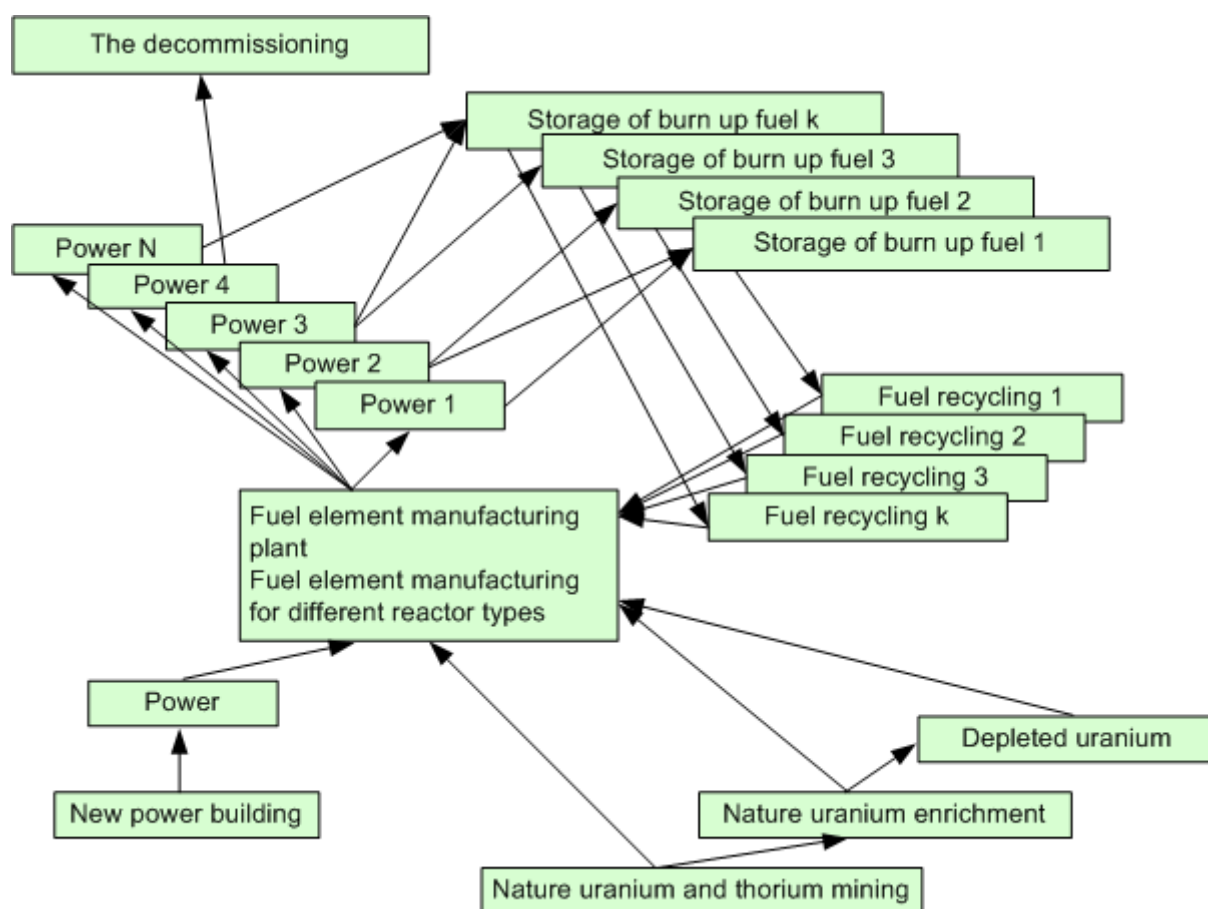 The decommissioning
Storage of burn up fuel k
Storage of burn up fuel 3
Storage of burn up fuel 2
Storage of burn up fuel 1
Power N
Power 4
Power 3
Power 2
Power 1
Fuel recycling 1
Fuel recycling 2
Fuel recycling 3
Fuel recycling k
Fuel element manufacturing
plant
Fuel element manufacturing
for different reactor types
Power
Depleted uranium
New power building
Nature uranium enrichment
Nature uranium and thorium mining